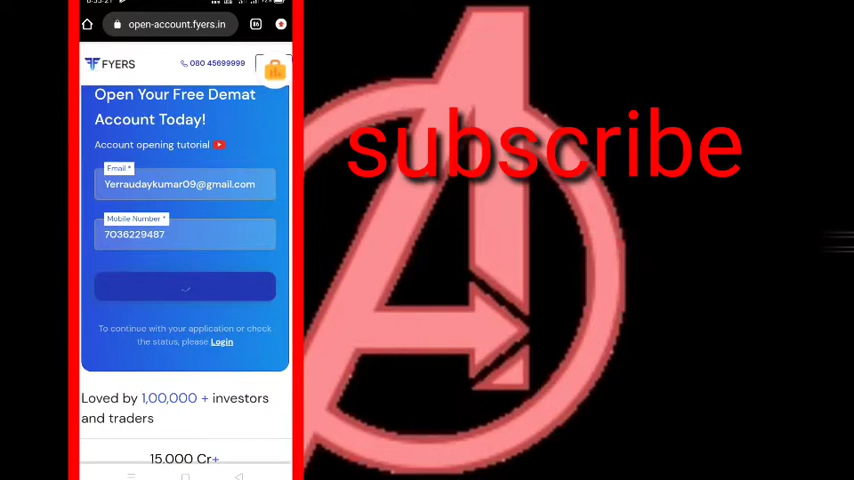 open-account.fyers.in
86
FYERS
080 45699999
Open Your Free Demat
Account Today!
Account opening tutorial
Email *
Yerraudaykumar09@gmail.com
Mobile Number *
7036229487
To continue with your application or check
the status, please Login
Loved by 1,00,000 + investors
and traders
15,000 Cr+
subscribe